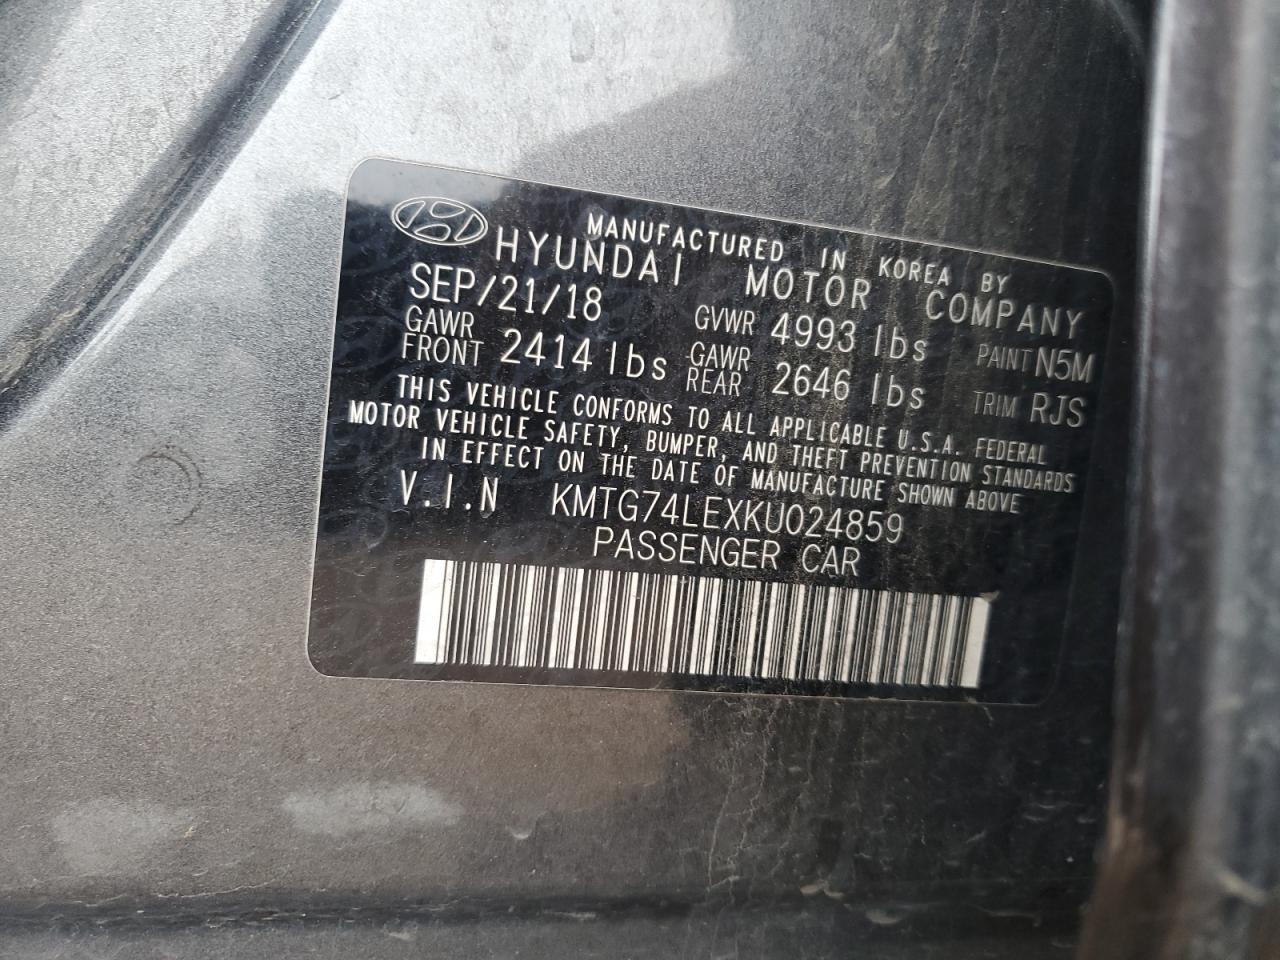 MANUFACTURED IN KOREA BY
HYUNDAI MOTOR COMPANY
SEP/21/18 GVWR 4993 lbs PAINT N5M
GAWR FRONT 2414 lbs GAWR REAR 2646 lbs TRIM RJS
THIS VEHICLE CONFORMS TO ALL APPLICABLE U.S.A. FEDERAL
MOTOR VEHICLE SAFETY, BUMPER, AND THEFT PREVENTION STANDARDS
IN EFFECT ON THE DATE OF MANUFACTURE SHOWN ABOVE
V.I.N KMTG74LEXKU024859
PASSENGER CAR